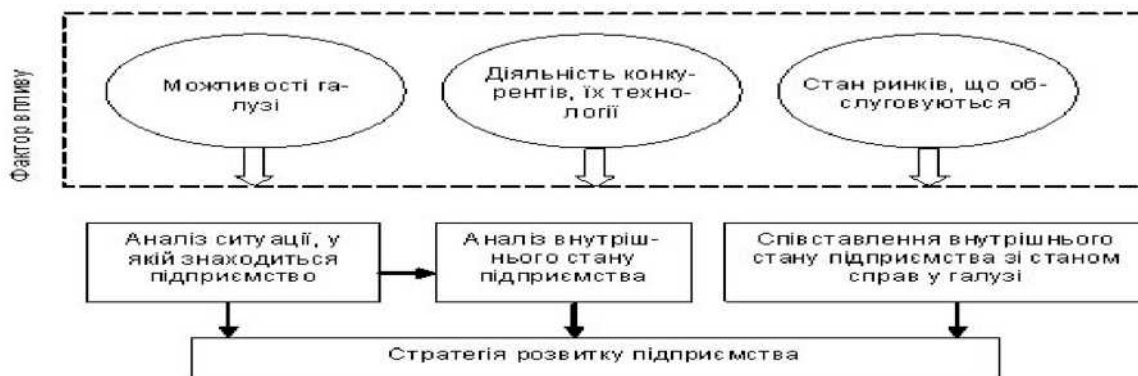 Фактор впливу
Можливості га-
лузі
Діяльність конку-
рентів, їх техно-
логії
Стан ринків, що об-
слуговуються
Аналіз ситуації, у
якій знаходиться
підприємство
Аналіз внутріш-
нього стану
підприємства
Співставлення внутрішнього
стану підприємства зі станом
справ у галузі
Стратегія розвитку підприємства